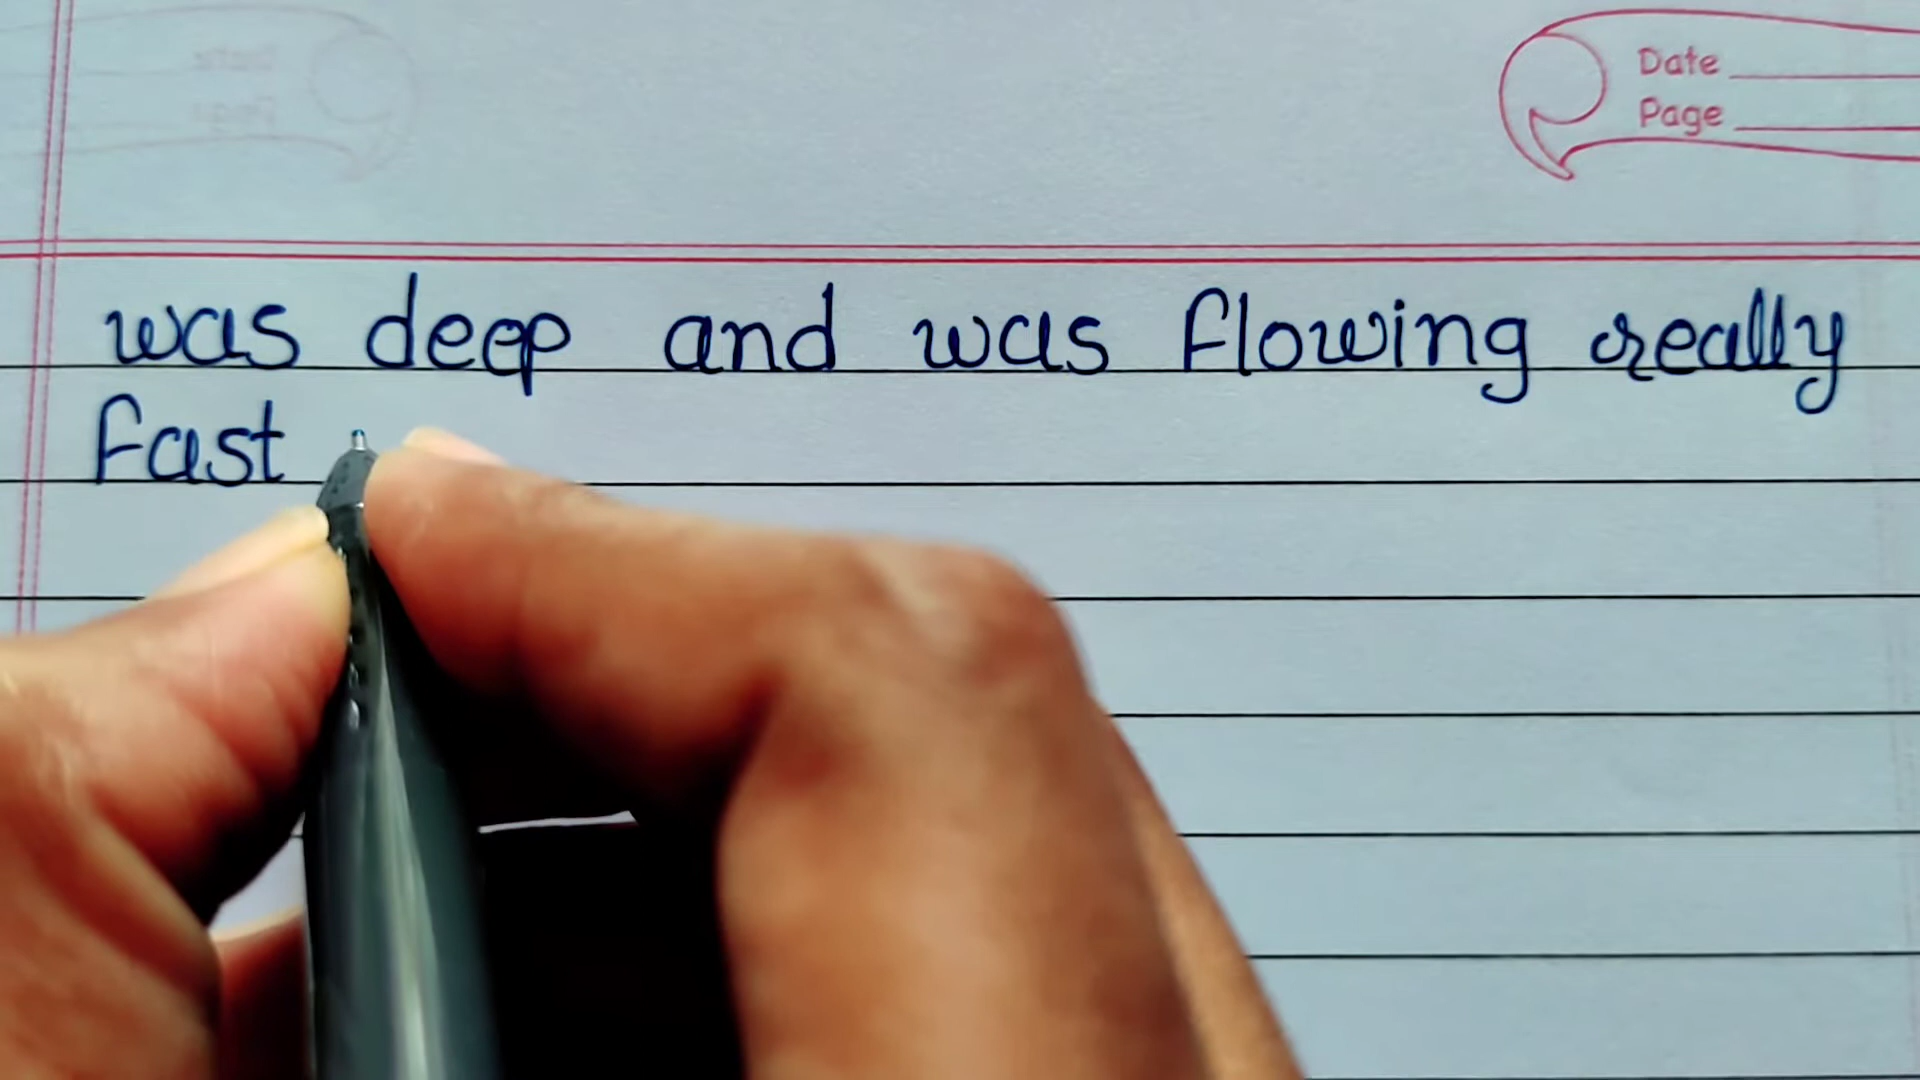 Date
Page
was deep and was flowing really
fast